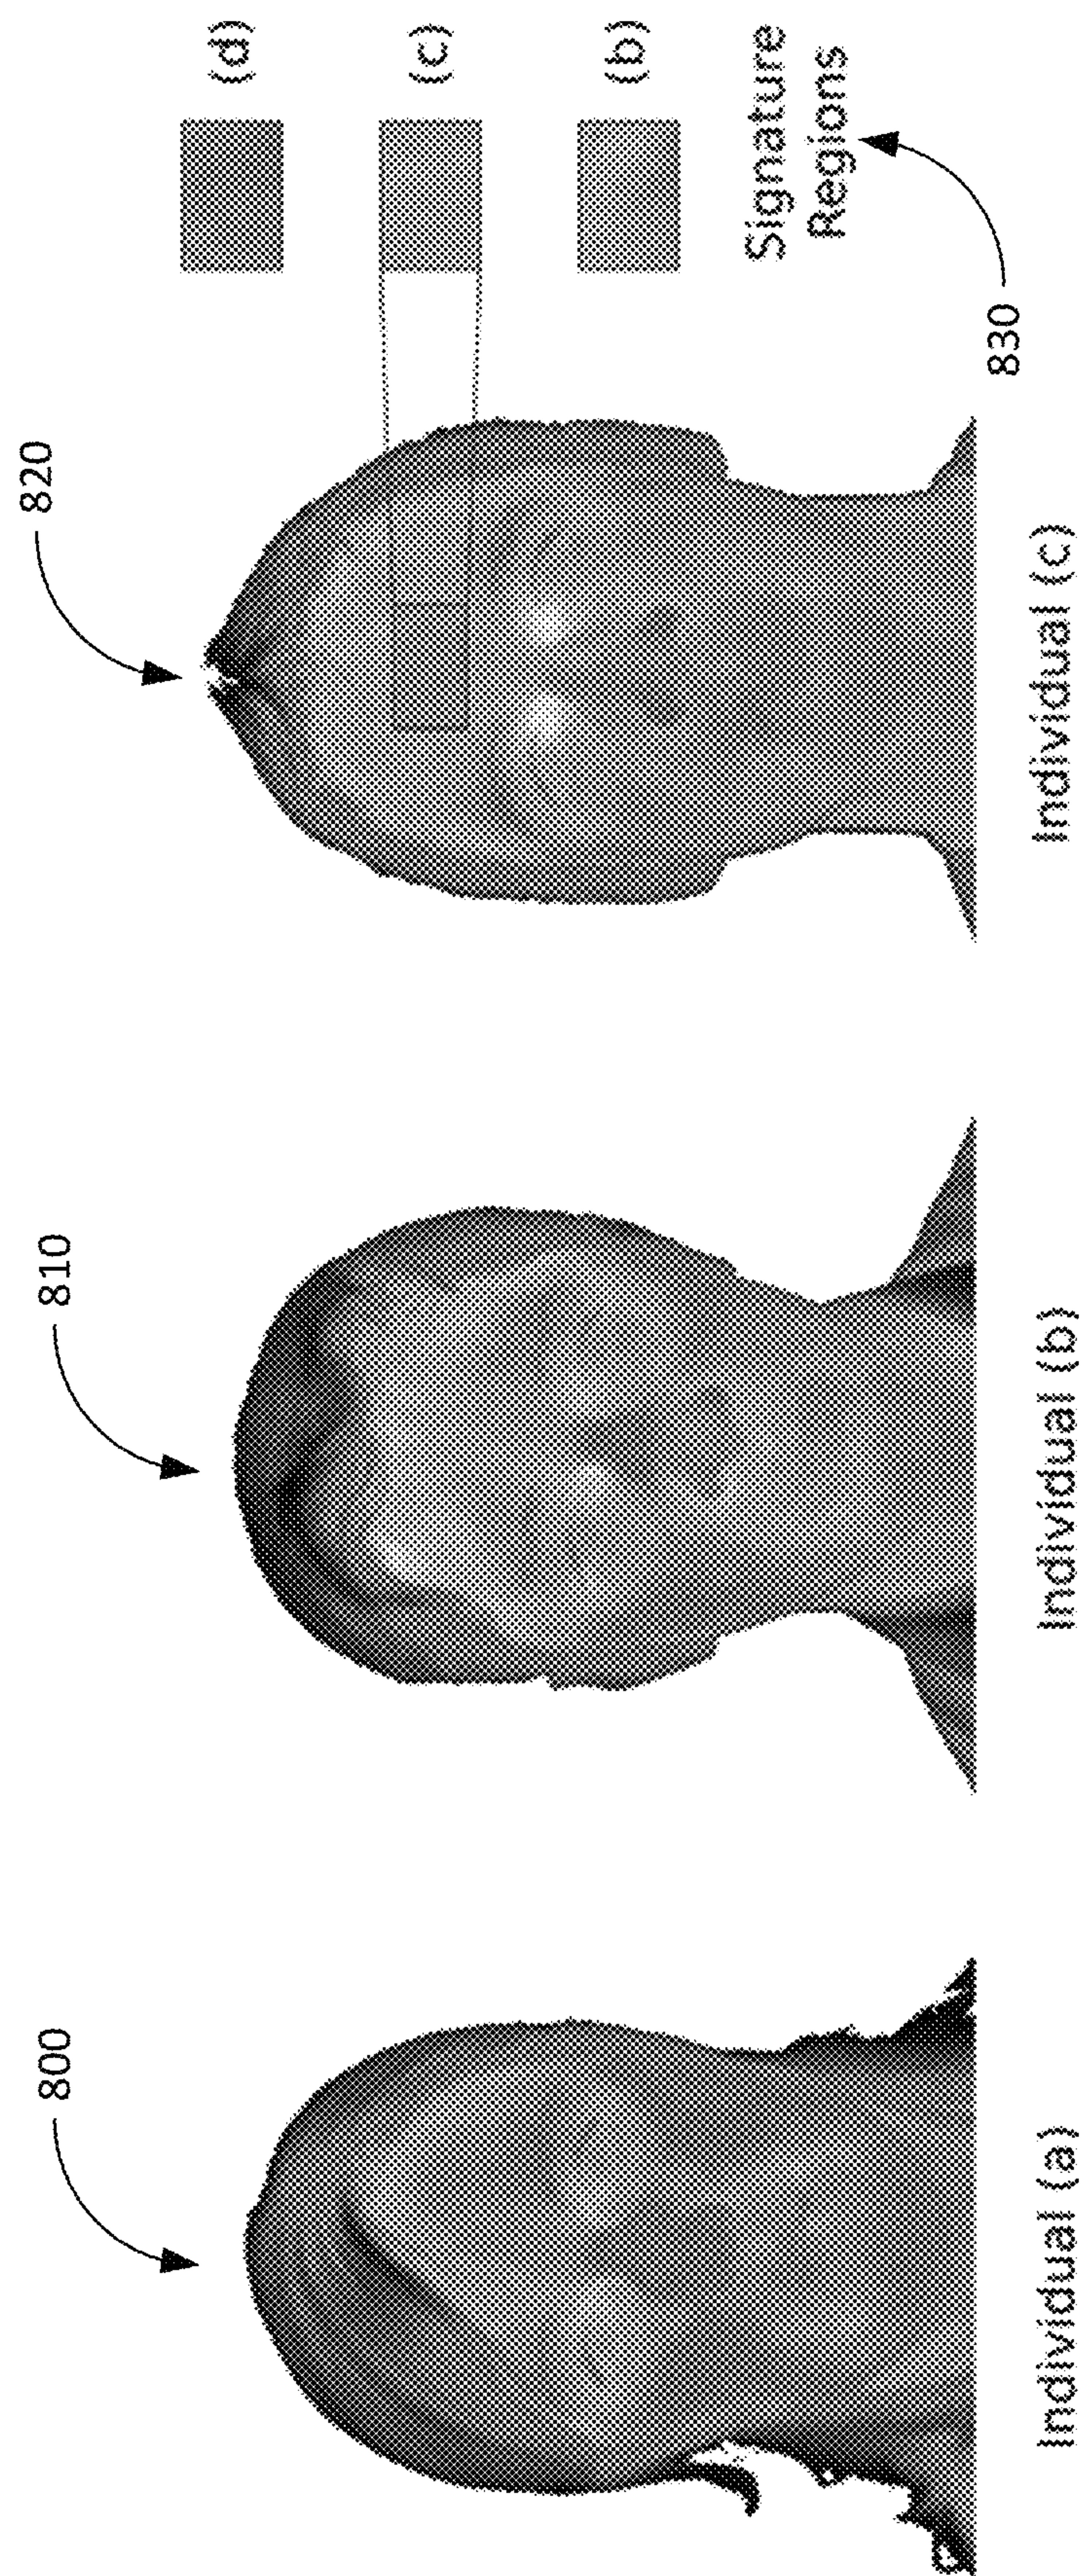 800
810
820
(d)
(c)
(b)
Signature
Regions
830
Individual (a)
Individual (b)
Individual (c)